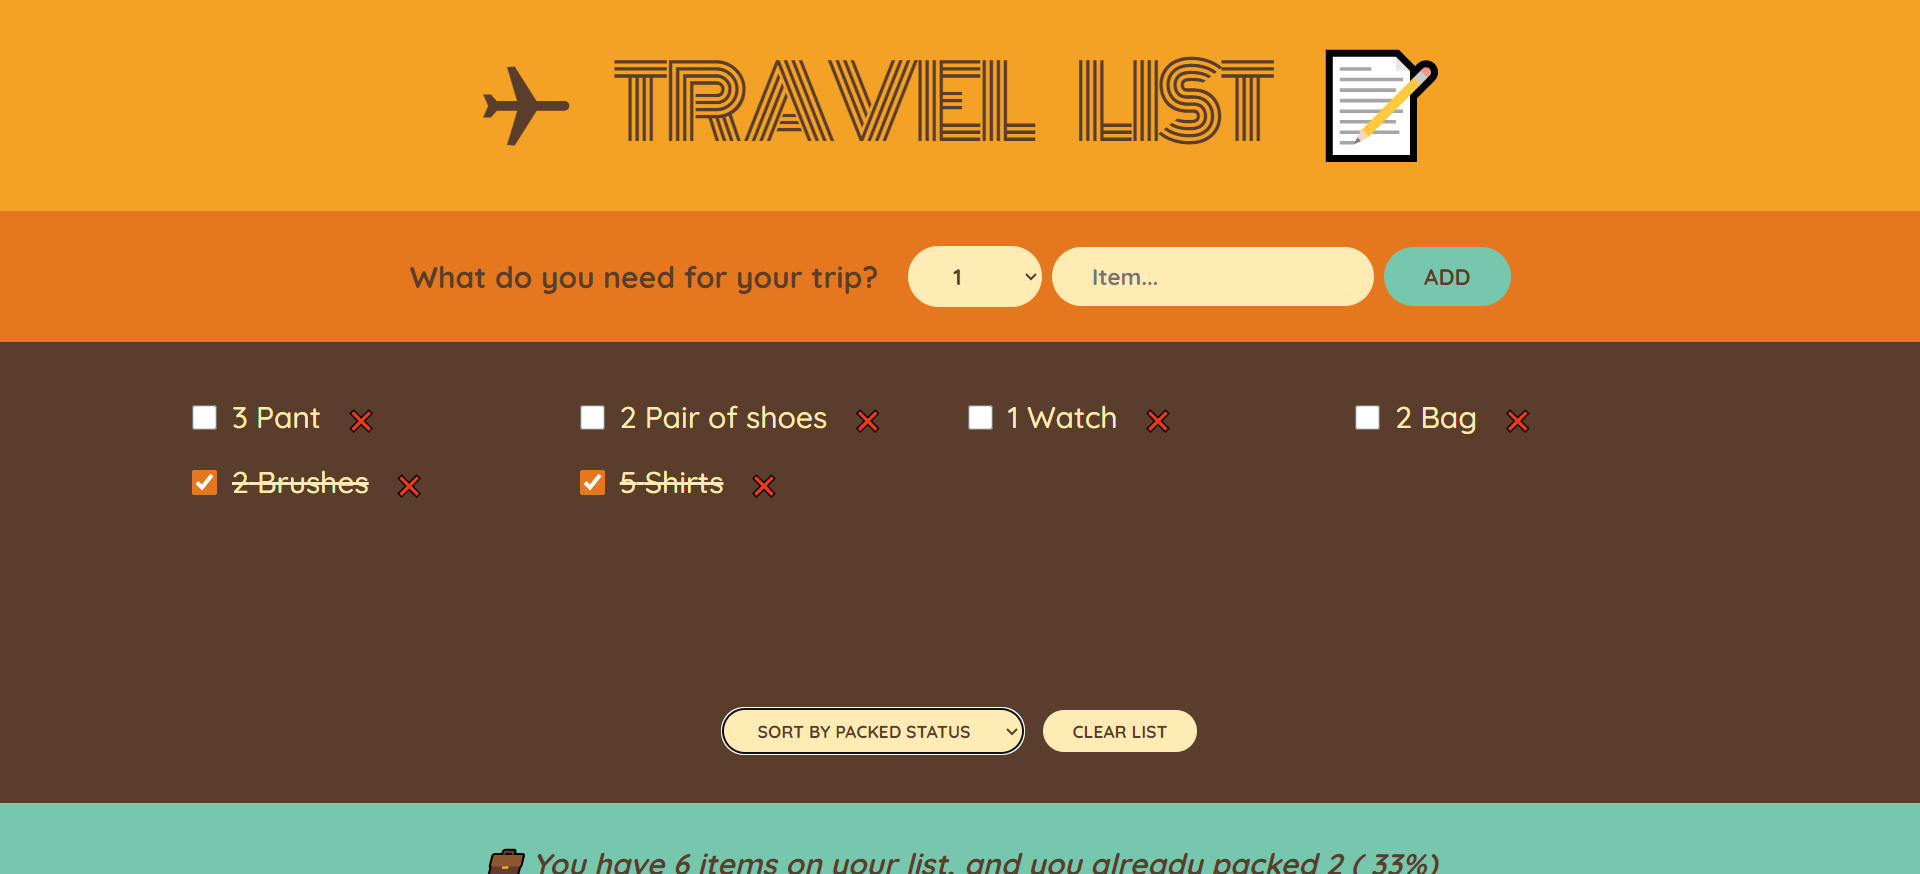 TRAVEL LIST
What do you need for your trip? 1 Item... ADD
3 Pant 2 Pair of shoes 1 Watch 2 Bag
2 Brushes 5 Shirts
SORT BY PACKED STATUS CLEAR LIST
You have 6 items on your list, and you already packed 2 ( 33%)